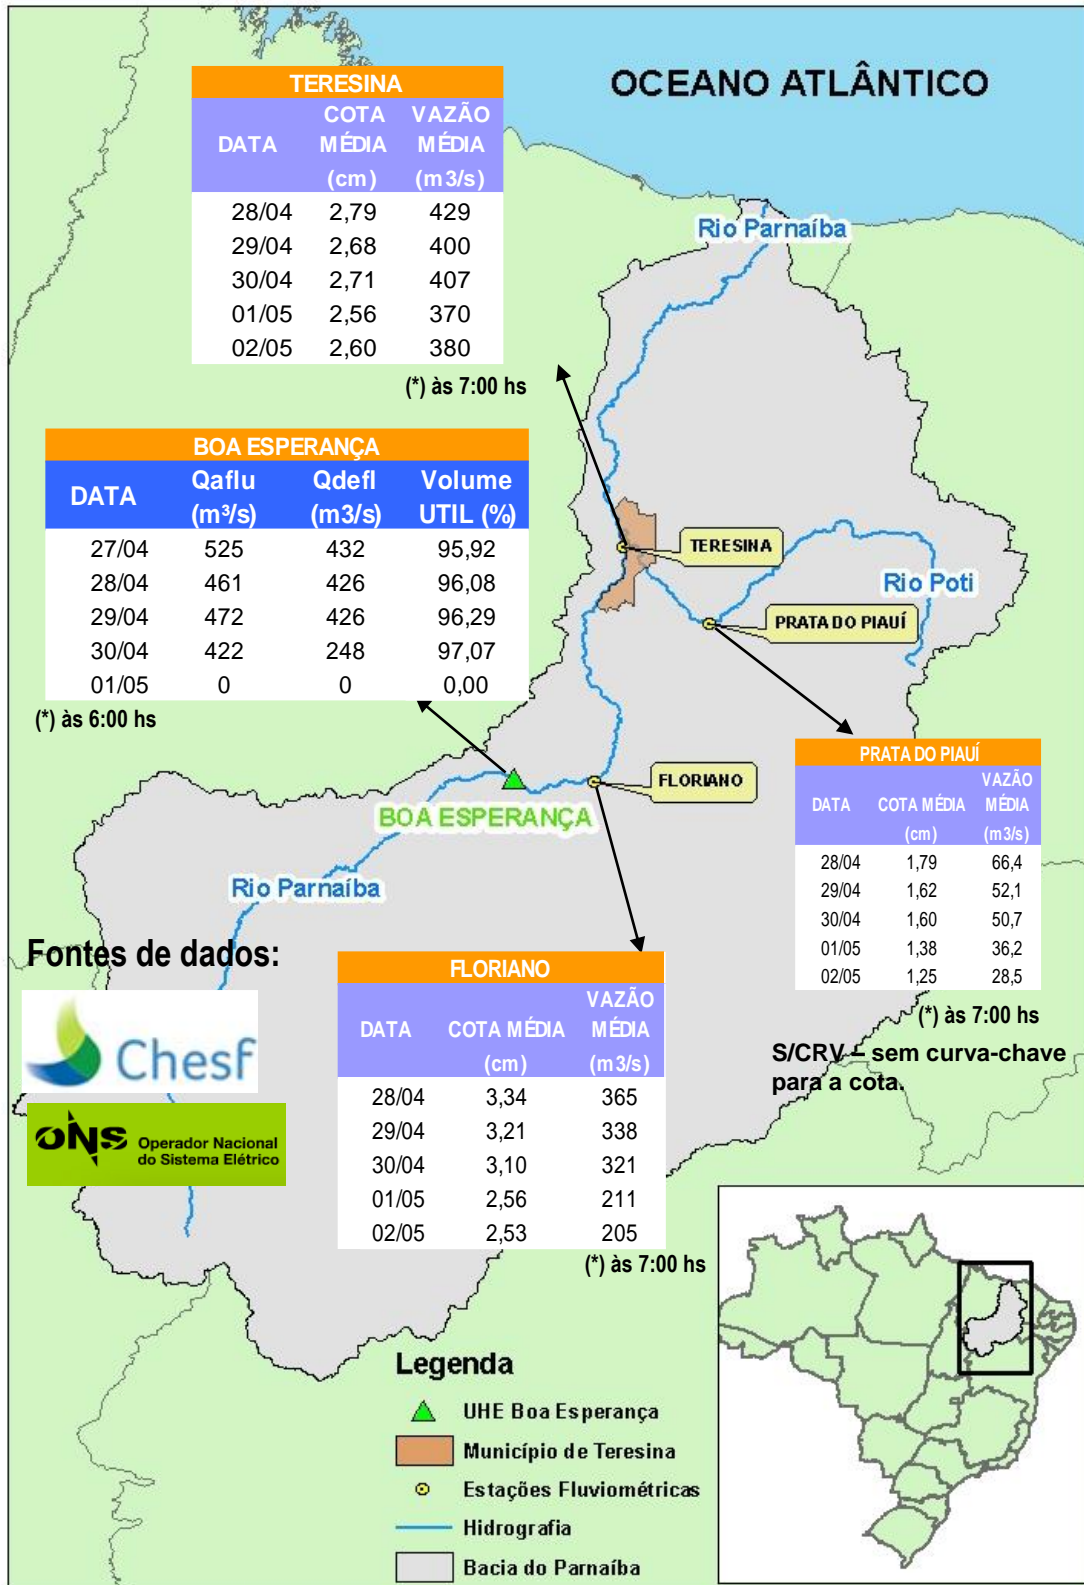 OCEANO ATLÂNTICO
TERESINA
DATA COTA MÉDIA (cm) VAZÃO MÉDIA (m3/s)
28/04 2,79 429
29/04 2,68 400
30/04 2,71 407
01/05 2,56 370
02/05 2,60 380
(*) às 7:00 hs
Rio Parnaíba
BOA ESPERANÇA
DATA Qaflu (m³/s) Qdefl (m3/s) Volume UTIL (%)
27/04 525 432 95,92
28/04 461 426 96,08
29/04 472 426 96,29
30/04 422 248 97,07
01/05 0 0 0,00
(*) às 6:00 hs
TERESINA
Rio Poti
PRATA DO PIAUÍ
FLORIANO
BOA ESPERANÇA
Rio Parnaíba
PRATA DO PIAUÍ
DATA COTA MÉDIA (cm) VAZÃO MÉDIA (m3/s)
28/04 1,79 66,4
29/04 1,62 52,1
30/04 1,60 50,7
01/05 1,38 36,2
02/05 1,25 28,5
(*) às 7:00 hs
S/CRV – sem curva-chave
para a cota.
Fontes de dados:
Chesf
ONS Operador Nacional
do Sistema Elétrico
FLORIANO
DATA COTA MÉDIA (cm) VAZÃO MÉDIA (m3/s)
28/04 3,34 365
29/04 3,21 338
30/04 3,10 321
01/05 2,56 211
02/05 2,53 205
(*) às 7:00 hs
Legenda
UHE Boa Esperança
Município de Teresina
Estações Fluviométricas
Hidrografia
Bacia do Parnaíba